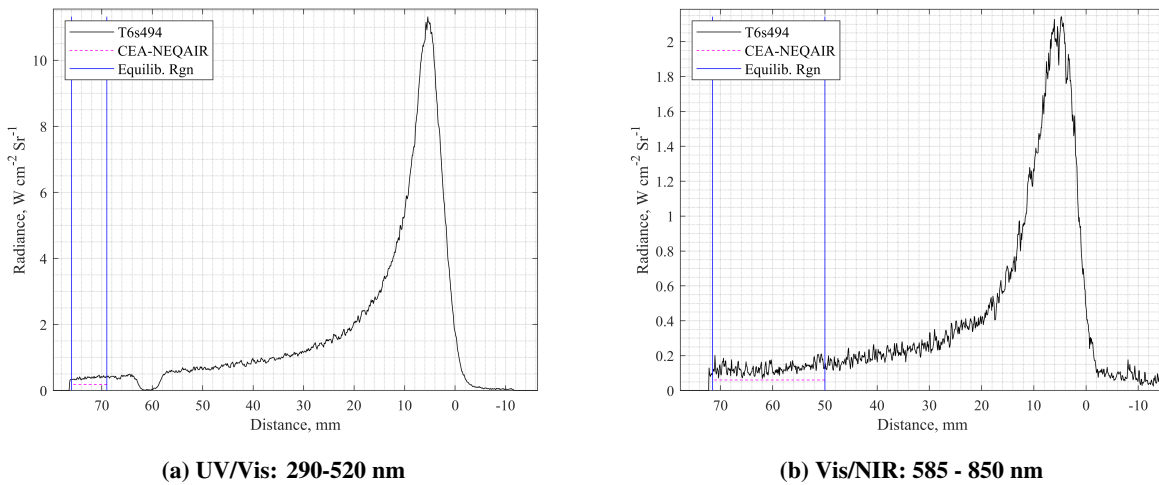 T6s494
CEA-NEQAIR
Equilib. Rgn
10
8
6
4
2
0
Radiance, W cm-2 Sr-1
70
60
50
40
30
20
10
0
-10
Distance, mm
(a) UV/Vis: 290-520 nm
T6s494
CEA-NEQAIR
Equilib. Rgn
2
1.8
1.6
1.4
1.2
1
0.8
0.6
0.4
0.2
0
Radiance, W cm-2 Sr-1
70
60
50
40
30
20
10
0
-10
Distance, mm
(b) Vis/NIR: 585 - 850 nm